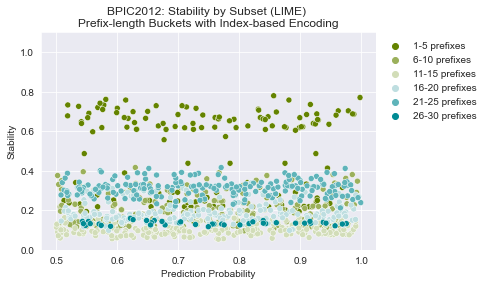 BPIC2012: Stability by Subset (LIME)
Prefix-length Buckets with Index-based Encoding
1.0
0.8
0.6
0.4
0.2
0.0
Stability
0.5 0.6 0.7 0.8 0.9 1.0
Prediction Probability
1-5 prefixes
6-10 prefixes
11-15 prefixes
16-20 prefixes
21-25 prefixes
26-30 prefixes